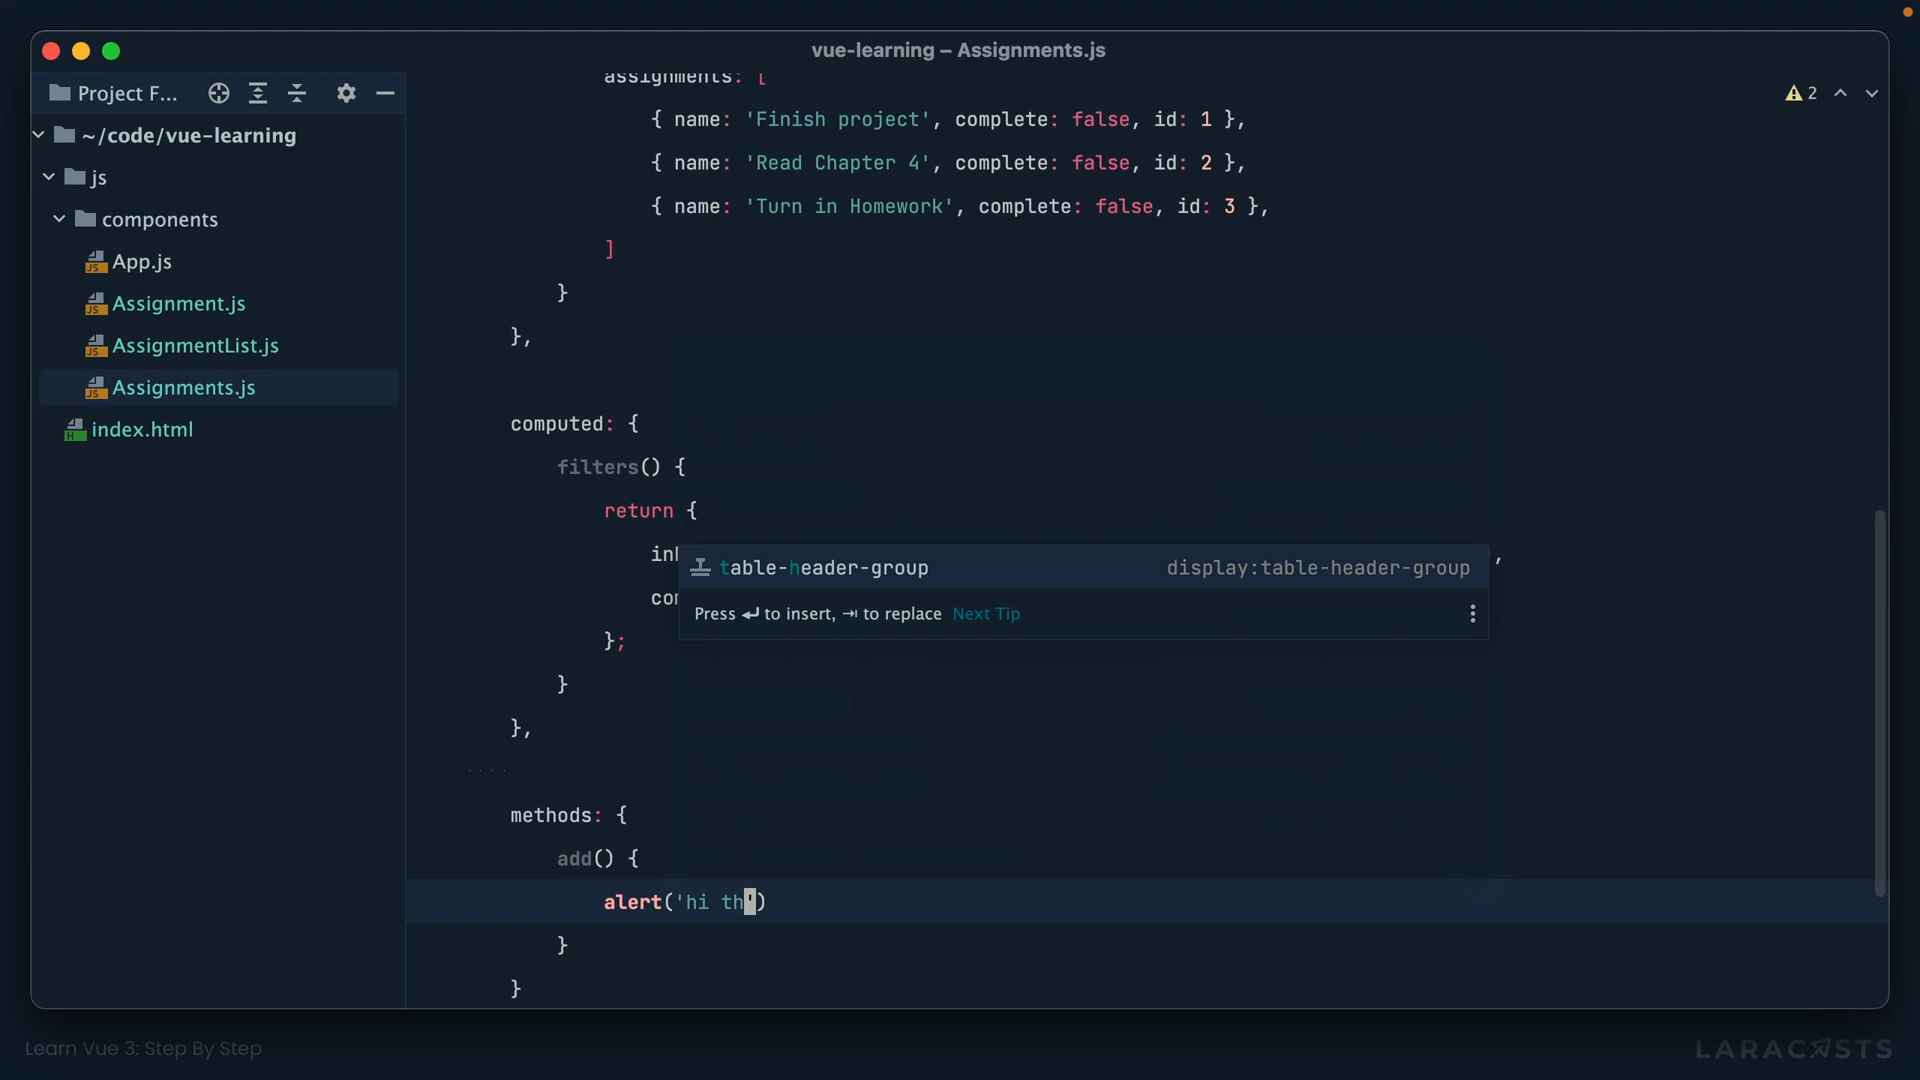 vue-learning – Assignments.js
Project F...
2
~/code/vue-learning
js
components
App.js
Assignment.js
AssignmentList.js
Assignments.js
index.html
assignments: [
{ name: 'Finish project', complete: false, id: 1 },
{ name: 'Read Chapter 4', complete: false, id: 2 },
{ name: 'Turn in Homework', complete: false, id: 3 },
]
}
},
computed: {
filters() {
return {
,
table-header-group display:table-header-group
Press ↵ to insert, ⇥ to replace Next Tip
};
}
},
methods: {
add() {
alert('hi th')
}
}
Learn Vue 3: Step By Step
LARACASTS